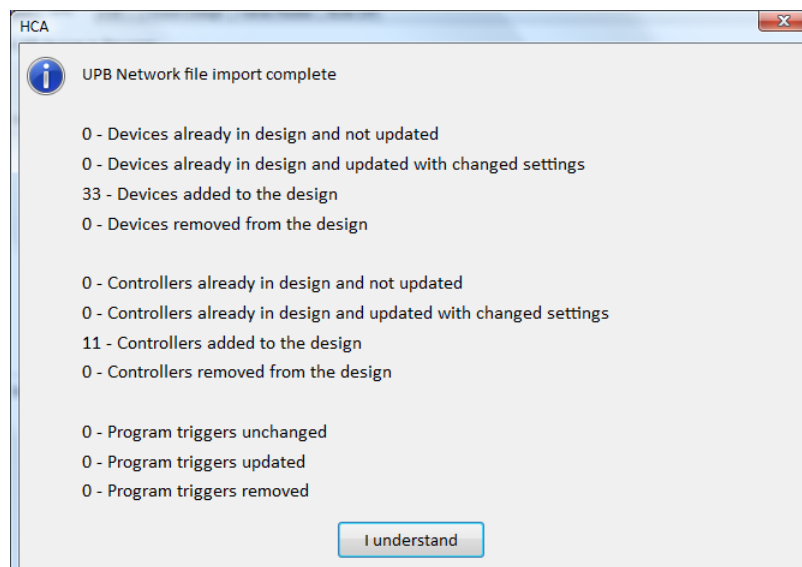 HCA
UPB Network file import complete
0 - Devices already in design and not updated
0 - Devices already in design and updated with changed settings
33 - Devices added to the design
0 - Devices removed from the design
0 - Controllers already in design and not updated
0 - Controllers already in design and updated with changed settings
11 - Controllers added to the design
0 - Controllers removed from the design
0 - Program triggers unchanged
0 - Program triggers updated
0 - Program triggers removed
I understand